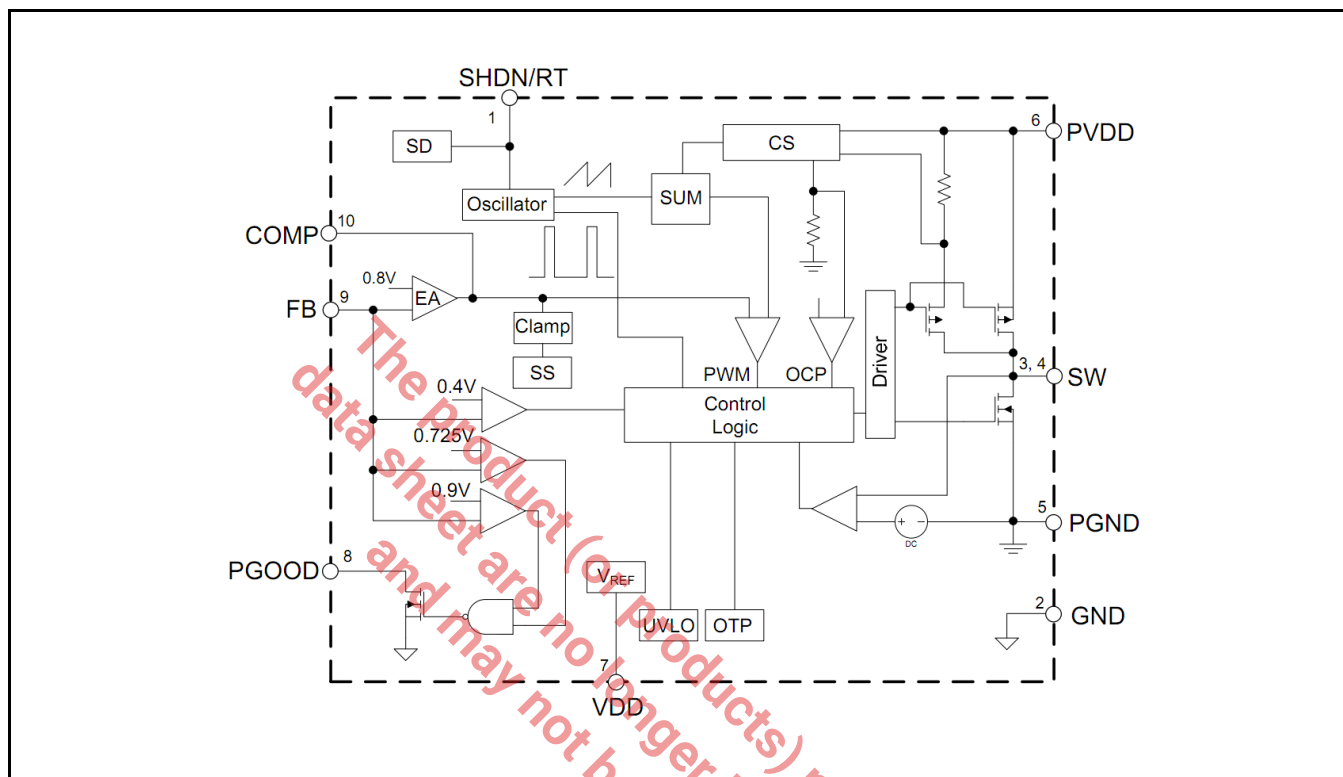 SHDN/RT
1
6
PVDD
SD
CS
Oscillator
SUM
COMP
10
0.8V
EA
FB
9
Clamp
SS
PWM
OCP
Driver
3, 4
SW
0.4V
Control
Logic
0.725V
0.9V
5
PGND
DC
PGOOD
8
VREF
UVLO
OTP
2
GND
7
VDD
The product (or products)
data sheet are no longer
and may not b